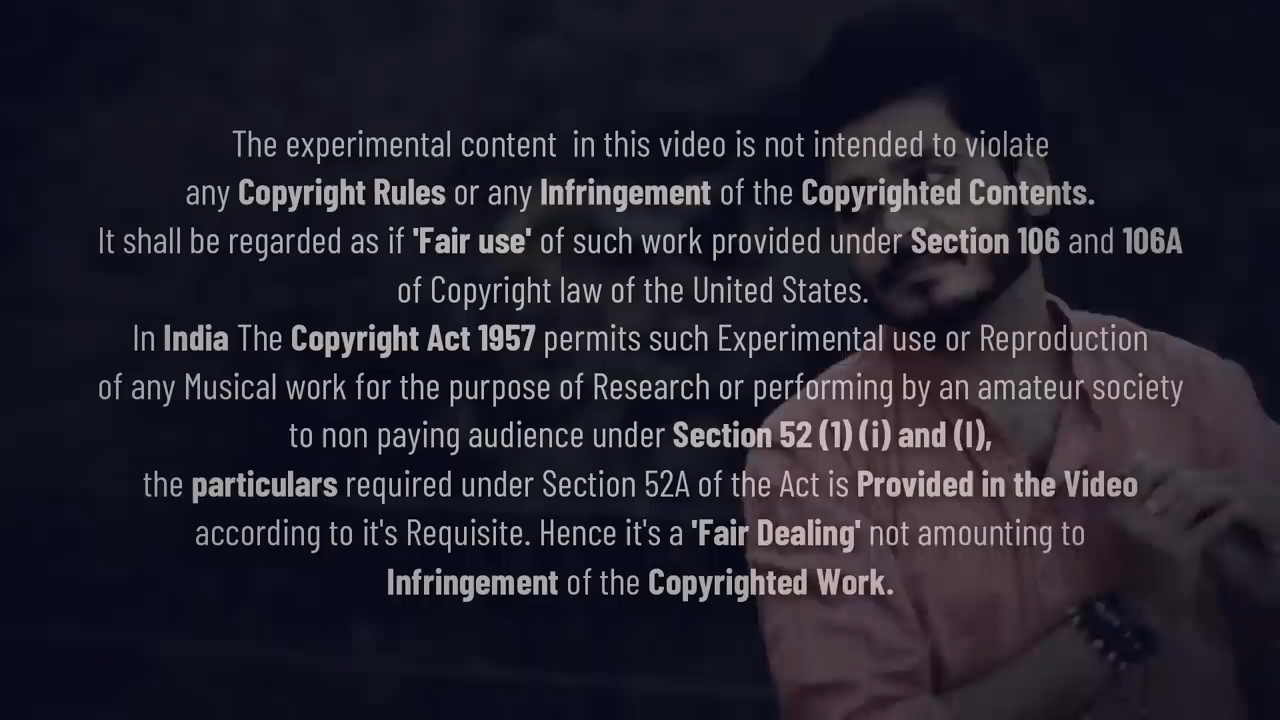 The experimental content in this video is not intended to violate
any Copyright Rules or any Infringement of the Copyrighted Contents.
It shall be regarded as if 'Fair use' of such work provided under Section 106 and 106A
of Copyright law of the United States.
In India The Copyright Act 1957 permits such Experimental use or Reproduction
of any Musical work for the purpose of Research or performing by an amateur society
to non paying audience under Section 52 (1) (i) and (l),
the particulars required under Section 52A of the Act is Provided in the Video
according to it's Requisite. Hence it's a 'Fair Dealing' not amounting to
Infringement of the Copyrighted Work.